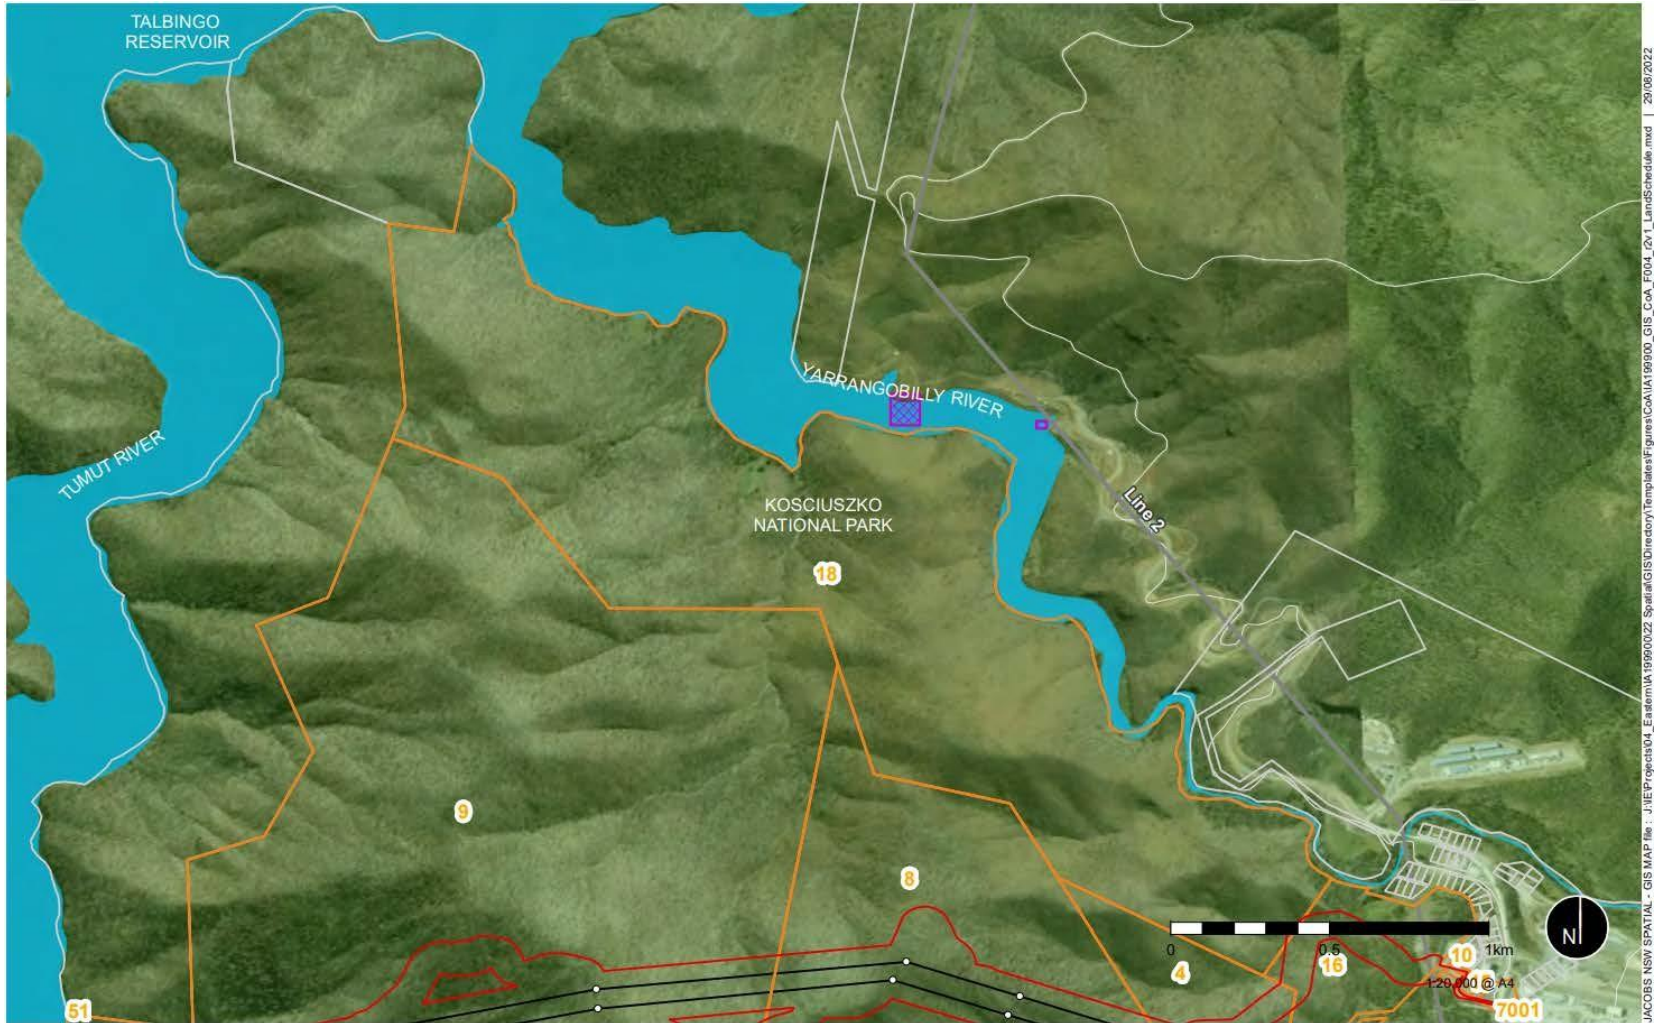 TALBINGO
RESERVOIR
YARRANGOBILLY RIVER
TUMUT RIVER
Line 2
KOSCIUSZKO
NATIONAL PARK
18
9
8
4
16
10
51
7001
0
0.5
1km
1:20,000 @ A4
N
JACOBS NSW SPATIAL - GIS MAP file : J:\IE\Projects\04_Eastern\IA199900\22 Spatial\GIS\Directory\Templates\Figures\CoA\IA199900_GIS_CoA_F004_r2v1_LandSchedule.mxd | 29/06/2022